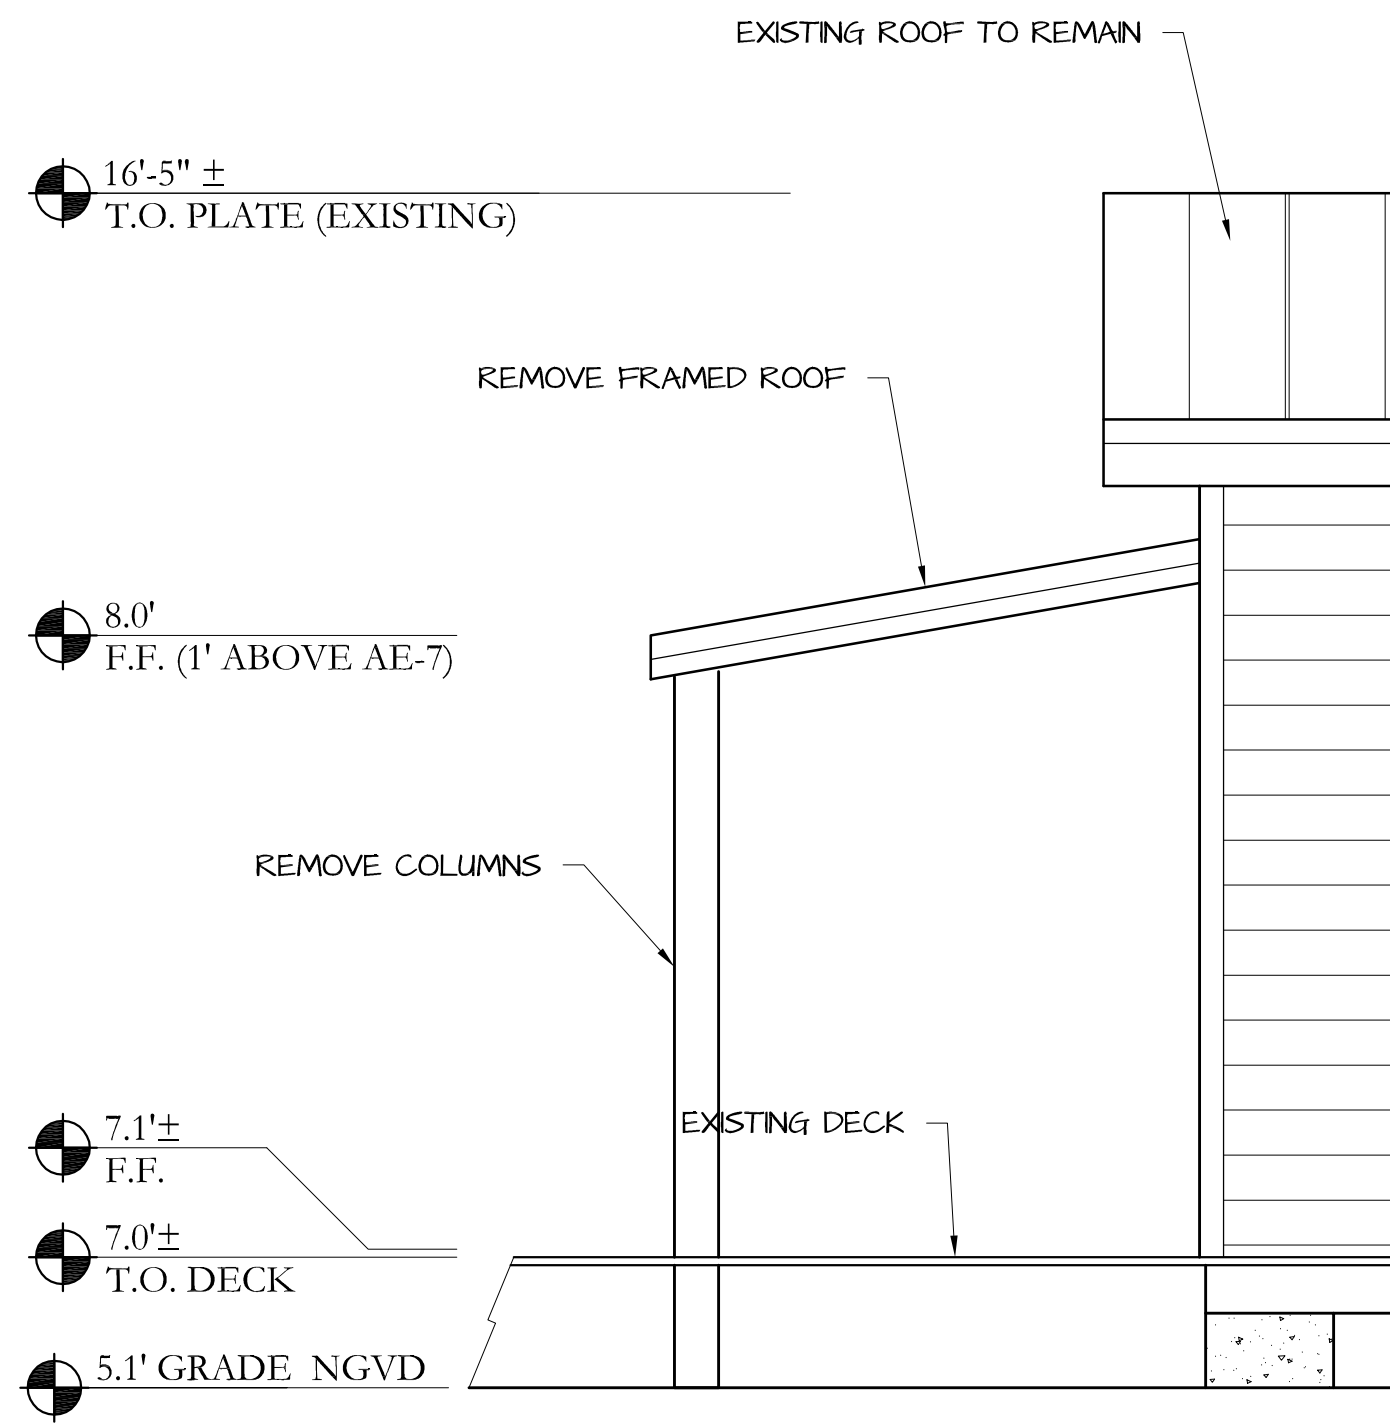 EXISTING ROOF TO REMAIN
16'-5" ±
T.O. PLATE (EXISTING)
REMOVE FRAMED ROOF
8.0'
F.F. (1' ABOVE AE-7)
REMOVE COLUMNS
7.1'±
F.F.
EXISTING DECK
7.0'±
T.O. DECK
5.1' GRADE NGVD